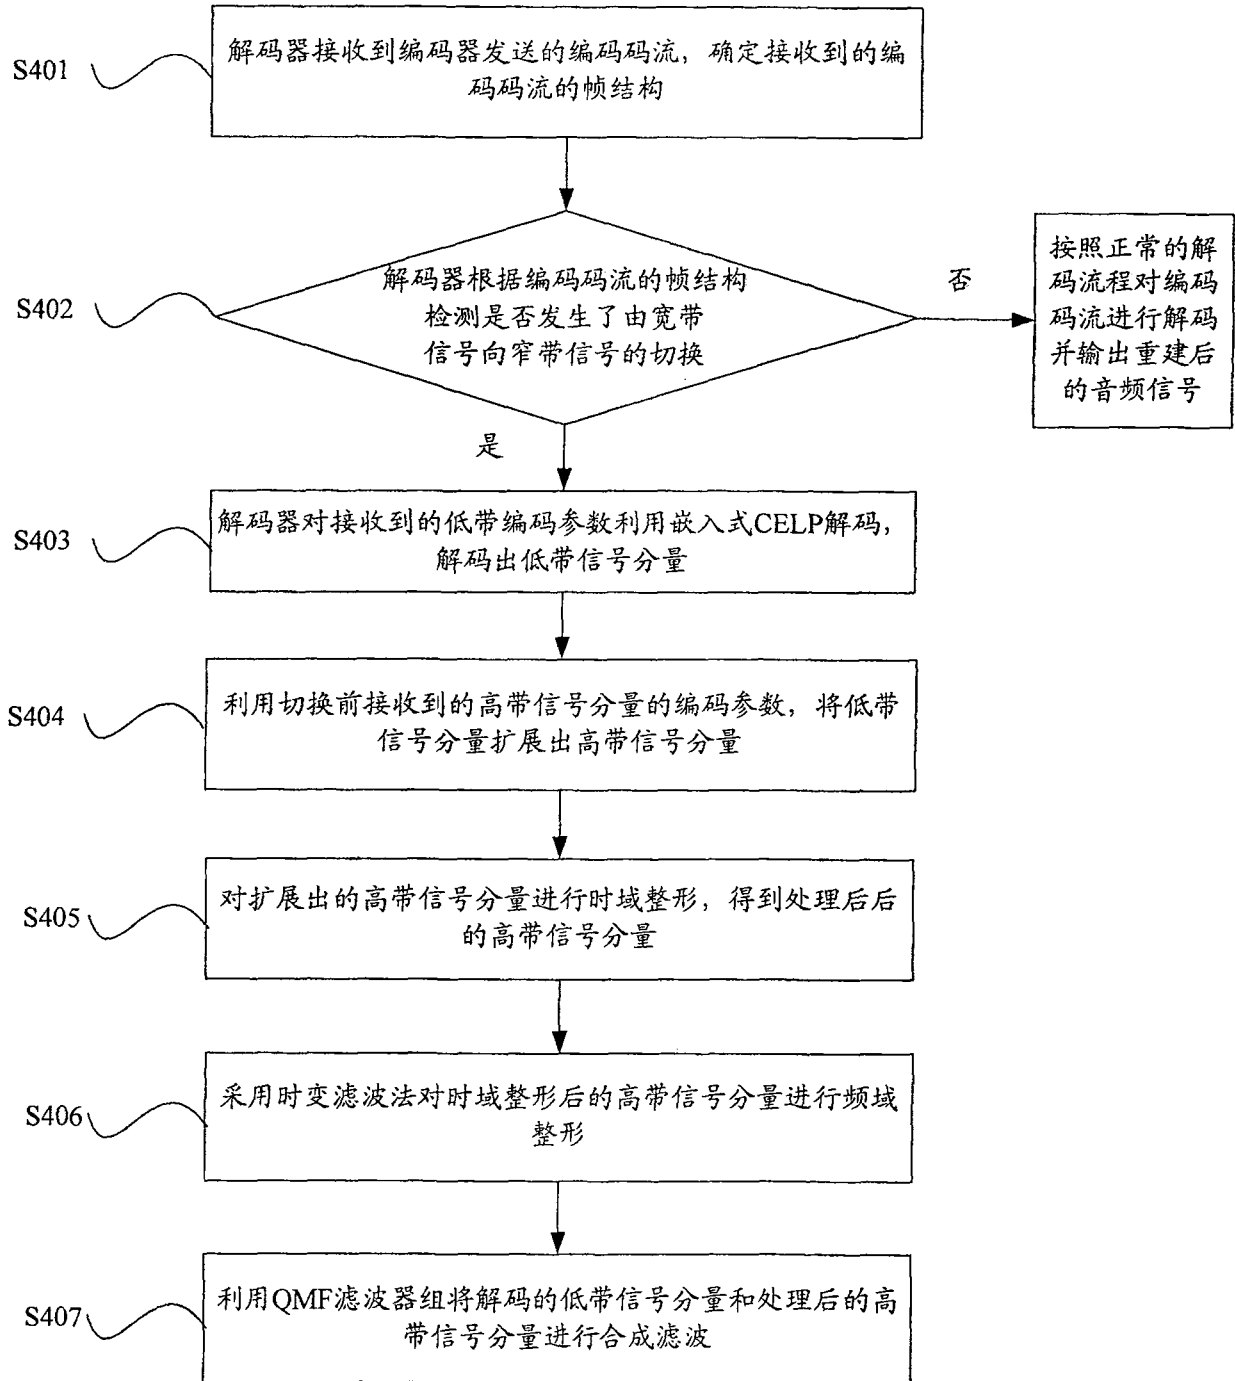 S401
解码器接收到编码器发送的编码码流，确定接收到的编
码码流的帧结构
S402
解码器根据编码码流的帧结构
检测是否发生了由宽带
信号向窄带信号的切换
否
按照正常的解
码流程对编码
码流进行解码
并输出重建后
的音频信号
是
S403
解码器对接收到的低带编码参数利用嵌入式CELP解码，
解码出低带信号分量
S404
利用切换前接收到的高带信号分量的编码参数，将低带
信号分量扩展出高带信号分量
S405
对扩展出的高带信号分量进行时域整形，得到处理后后
的高带信号分量
S406
采用时变滤波法对时域整形后的高带信号分量进行频域
整形
S407
利用QMF滤波器组将解码的低带信号分量和处理后的高
带信号分量进行合成滤波